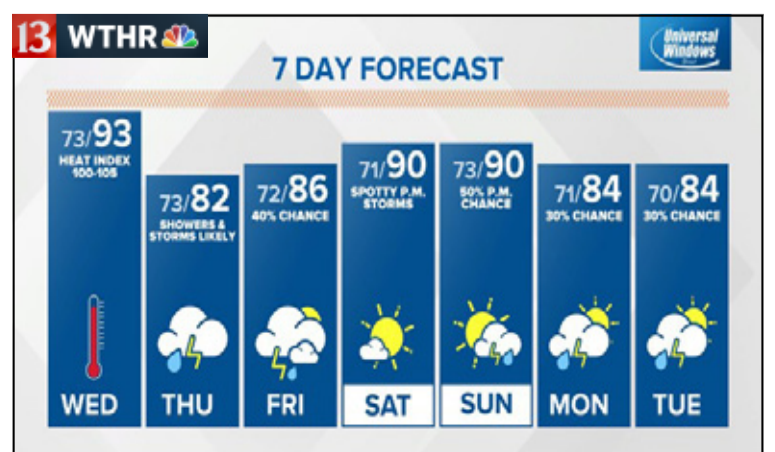 13 WTHR
Universal
Windows
7 DAY FORECAST
73/93
HEAT INDEX
100-105
WED
73/82
SHOWERS &
STORMS LIKELY
THU
72/86
40% CHANCE
FRI
71/90
SPOTTY P.M.
STORMS
SAT
73/90
50% P.M.
CHANCE
SUN
71/84
30% CHANCE
MON
70/84
30% CHANCE
TUE